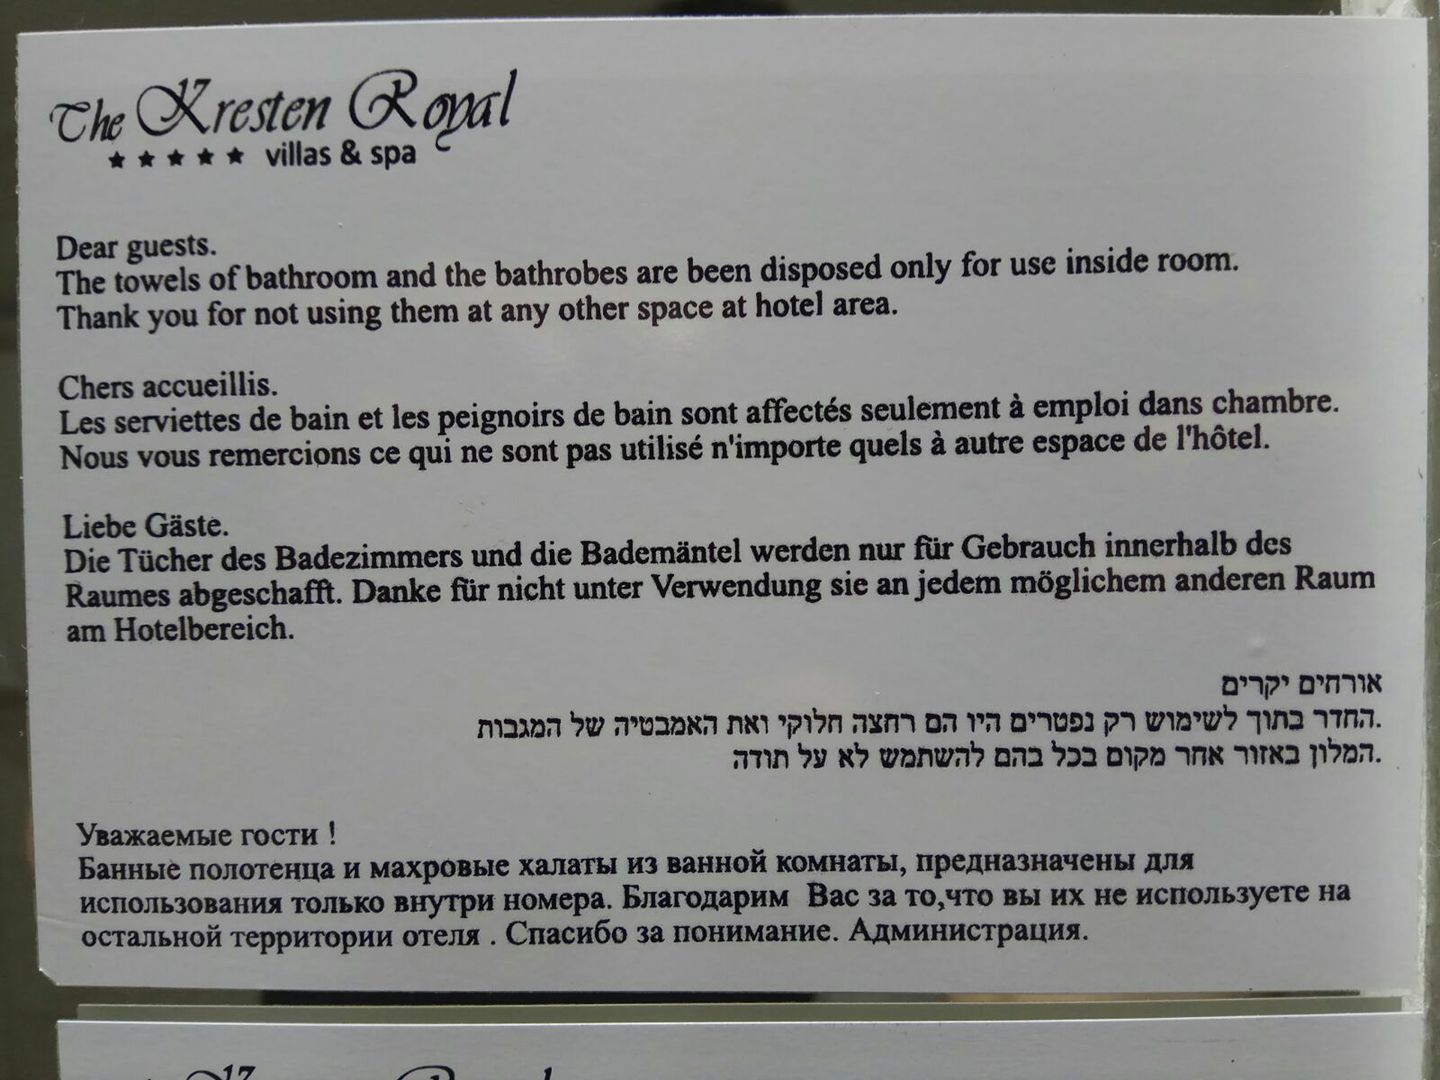 The Kresten Royal
★★★★★ villas & spa
Dear guests.
The towels of bathroom and the bathrobes are been disposed only for use inside room.
Thank you for not using them at any other space at hotel area.
Chers accueillis.
Les serviettes de bain et les peignoirs de bain sont affectés seulement à emploi dans chambre.
Nous vous remercions ce qui ne sont pas utilisé n'importe quels à autre espace de l'hôtel.
Liebe Gäste.
Die Tücher des Badezimmers und die Bademäntel werden nur für Gebrauch innerhalb des
Raumes abgeschafft. Danke für nicht unter Verwendung sie an jedem möglichem anderen Raum
am Hotelbereich.
אורחים יקרים
.החדר בתוך לשימוש רק נפטרים היו הם רחצה חלוקי ואת האמבטיה של המגבות
.המלון באזור אחר מקום בכל בהם להשתמש לא על תודה
Уважаемые гости !
Банные полотенца и махровые халаты из ванной комнаты, предназначены для
использования только внутри номера. Благодарим Вас за то,что вы их не используете на
остальной территории отеля . Спасибо за понимание. Администрация.